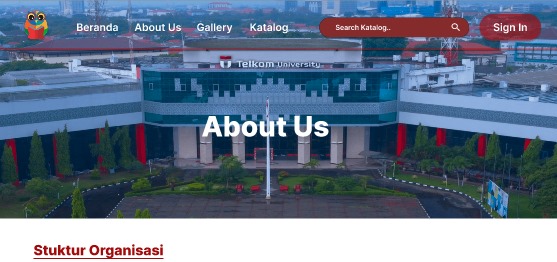 Beranda About Us Gallery Katalog Search Katalog.. Sign In
Telkom University
About Us
Stuktur Organisasi